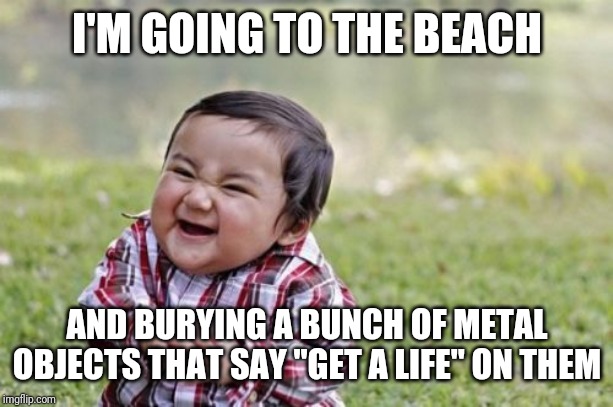 I'M GOING TO THE BEACH
AND BURYING A BUNCH OF METAL
OBJECTS THAT SAY "GET A LIFE" ON THEM
imgflip.com